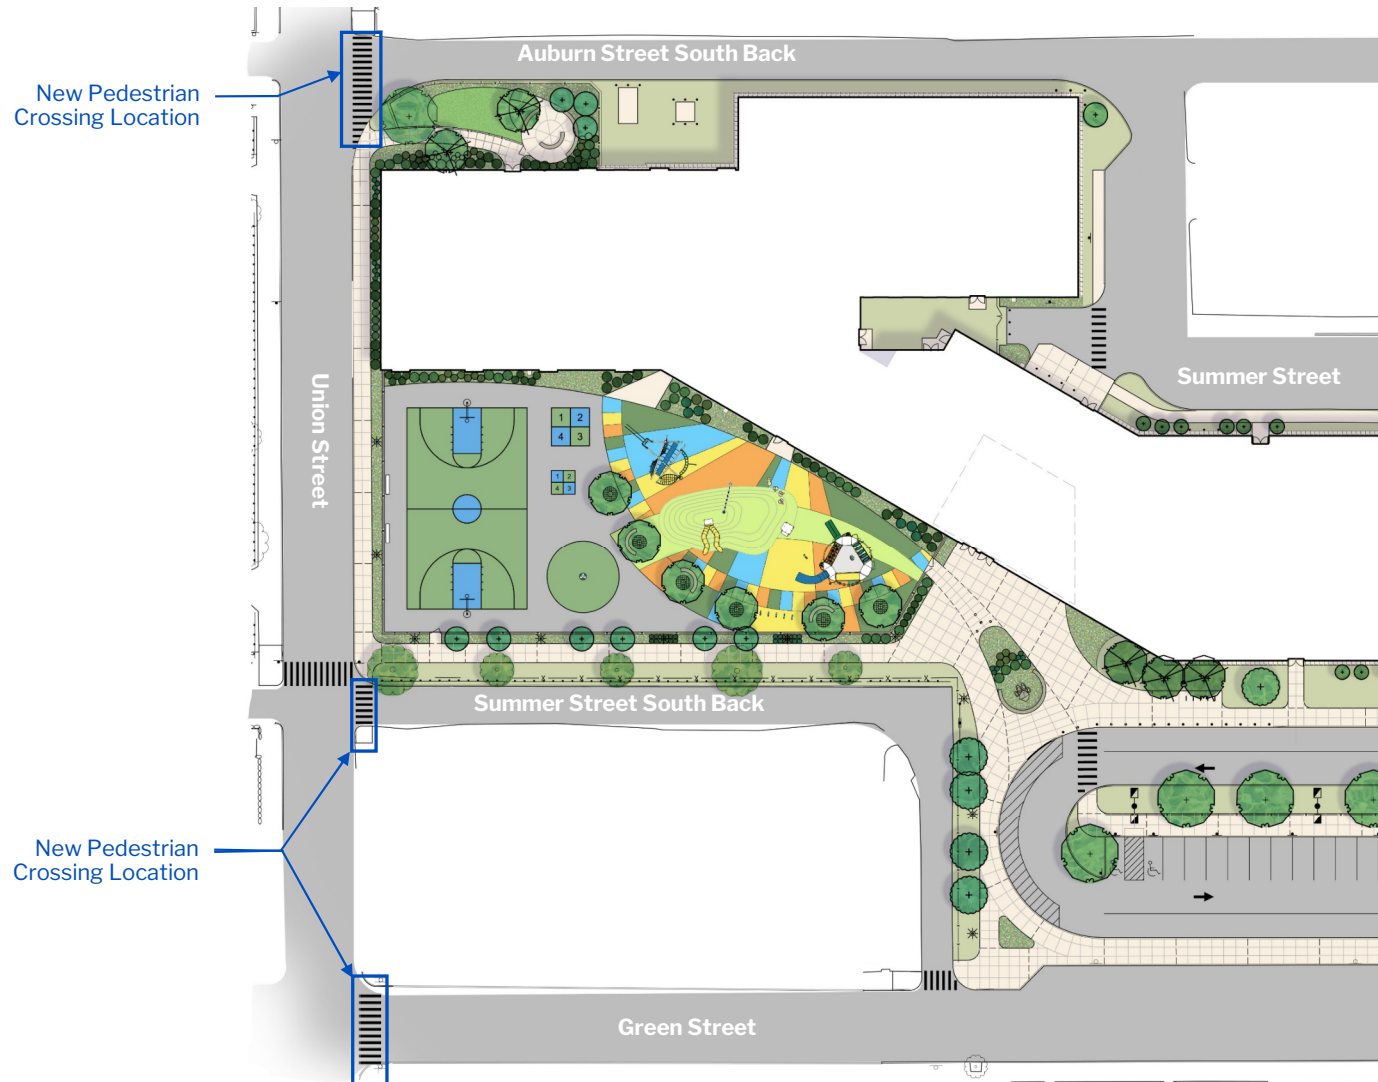 Auburn Street South Back
New Pedestrian
Crossing Location
Union Street
Summer Street
1 2
4 3
1 2
4 3
Summer Street South Back
New Pedestrian
Crossing Location
Green Street